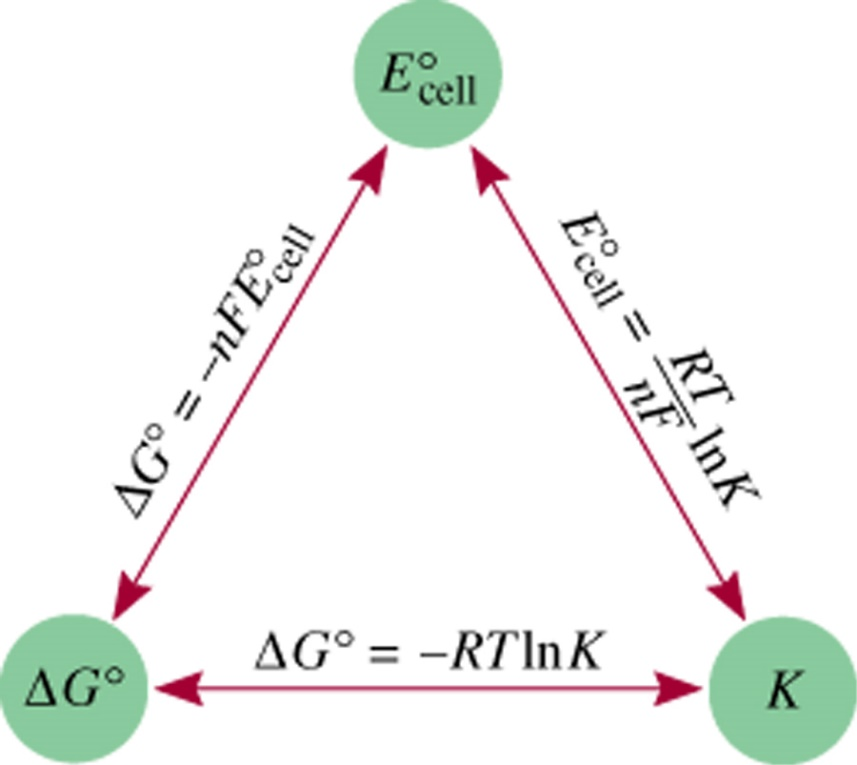 E°cell
ΔG° = −nFE°cell
E°cell = RT/nF lnK
ΔG°
ΔG° = −RT lnK
K